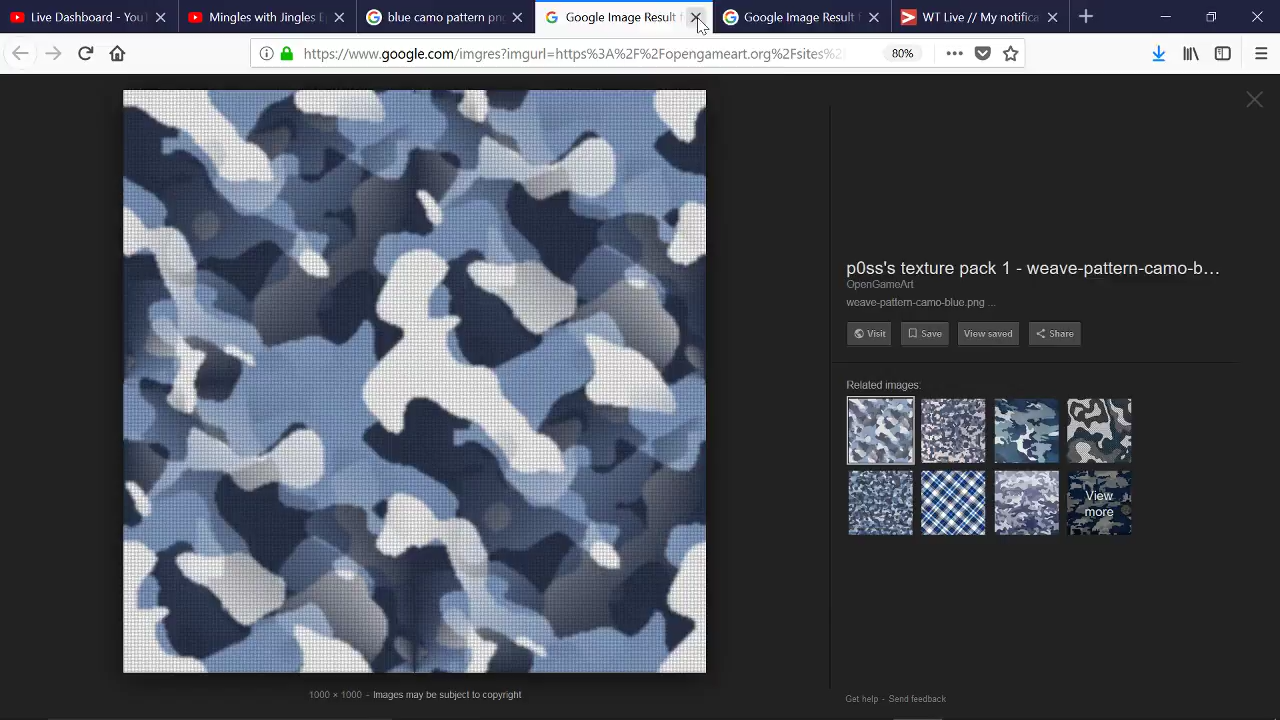 Live Dashboard - YouT
Mingles with Jingles Ep
blue camo pattern png
Google Image Result f
Google Image Result f
WT Live // My notifica
https://www.google.com/imgres?imgurl=https%3A%2F%2Fopengameart.org%2Fsites%2
80%
p0ss's texture pack 1 - weave-pattern-camo-b...
OpenGameArt
weave-pattern-camo-blue.png ...
Visit
Save
View saved
Share
Related images:
View
more
1000 × 1000 - Images may be subject to copyright
Get help - Send feedback